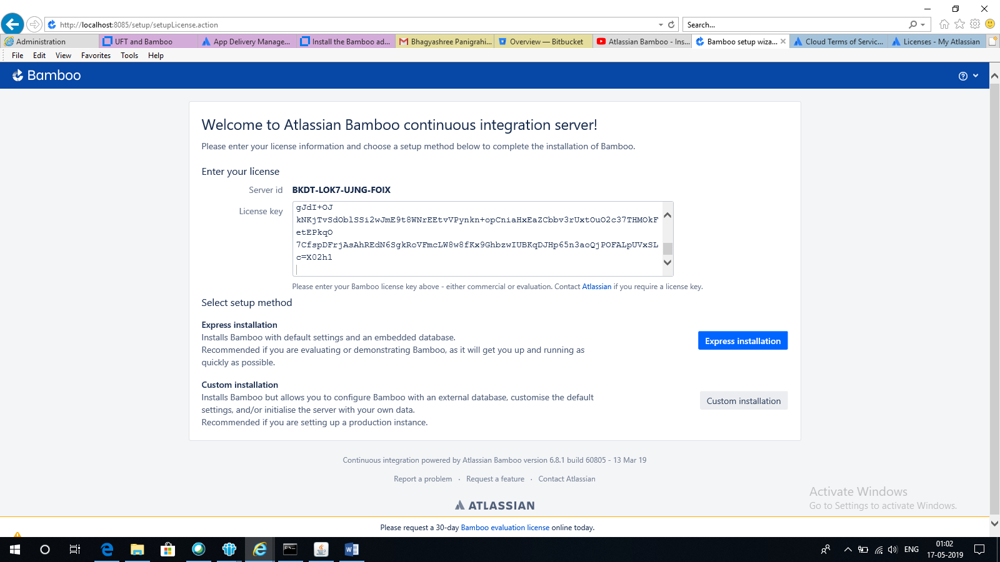 http://localhost:8085/setup/setupLicense.action
Search...
Administration
UFT and Bamboo
App Delivery Manage...
Install the Bamboo ad...
Bhagyashree Panigrahi...
Overview — Bitbucket
Atlassian Bamboo - Ins...
Bamboo setup wiza...
Cloud Terms of Servic...
Licenses - My Atlassian
File Edit View Favorites Tools Help
Bamboo
Welcome to Atlassian Bamboo continuous integration server!
Please enter your license information and choose a setup method below to complete the installation of Bamboo.
Enter your license
Server id BKDT-LOK7-UJNG-FOIX
License key
gJdI+OJ
kNKjTvSdOblSSi2wJmE9t8WNrEEtvVPynkn+opCniaHxEaZCbbv3rUxtOuO2c37THMOkF
etEPkqO
7CfspDFrjAsAhREdN6SgkRoVFmcLW8w8fKx9GhbzwIUBKqDJHp65n3aoQjPOFALpUVxSL
c=X02h1
Please enter your Bamboo license key above - either commercial or evaluation. Contact Atlassian if you require a license key.
Select setup method
Express installation
Installs Bamboo with default settings and an embedded database.
Recommended if you are evaluating or demonstrating Bamboo, as it will get you up and running as
quickly as possible.
Express installation
Custom installation
Installs Bamboo but allows you to configure Bamboo with an external database, customise the default
settings, and/or initialise the server with your own data.
Recommended if you are setting up a production instance.
Custom installation
Continuous integration powered by Atlassian Bamboo version 6.8.1 build 60805 - 13 Mar 19
Report a problem · Request a feature · Contact Atlassian
ATLASSIAN
Activate Windows
Go to Settings to activate Windows.
Please request a 30-day Bamboo evaluation license online today.
ENG
01:02
17-05-2019